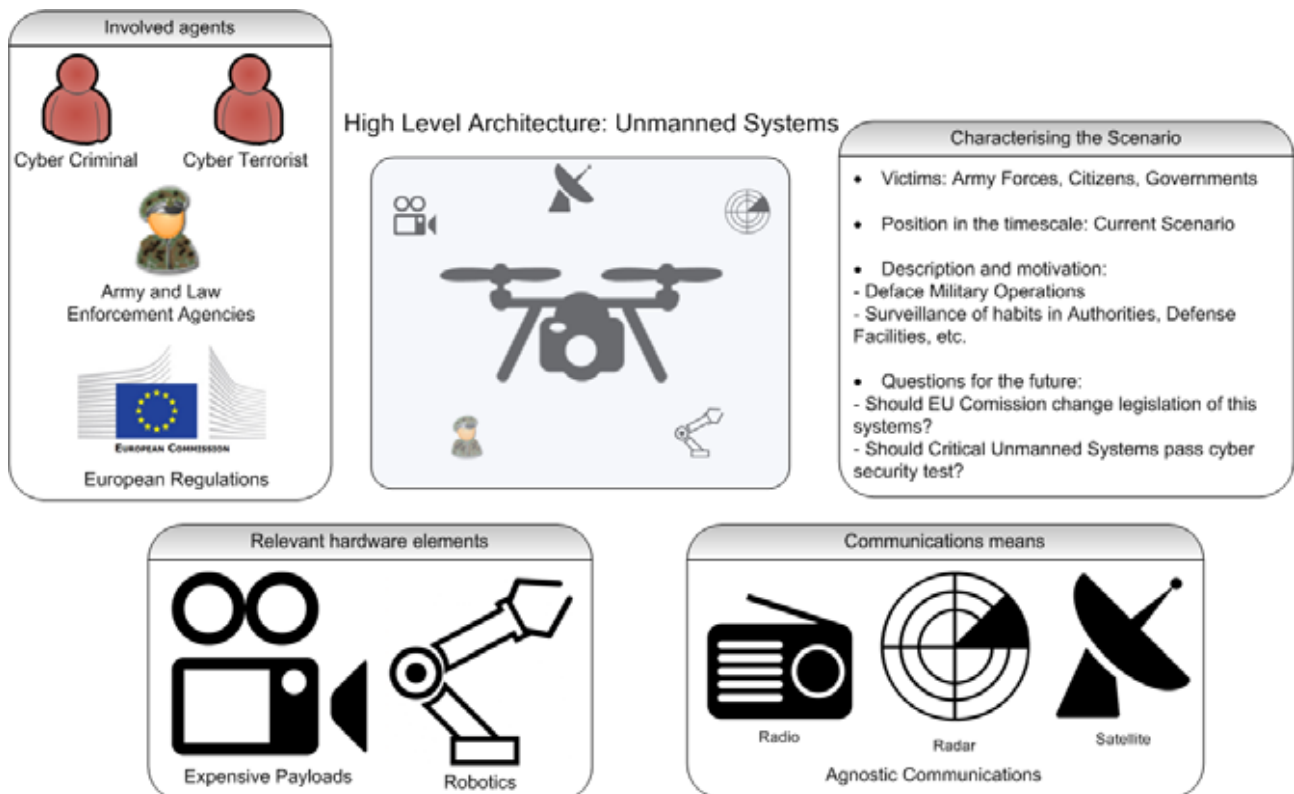 Involved agents
Cyber Criminal
Cyber Terrorist
Army and Law
Enforcement Agencies
EUROPEAN COMMISSION
European Regulations
High Level Architecture: Unmanned Systems
Characterising the Scenario
• Victims: Army Forces, Citizens, Governments
• Position in the timescale: Current Scenario
• Description and motivation:
- Deface Military Operations
- Surveillance of habits in Authorities, Defense
Facilities, etc.
• Questions for the future:
- Should EU Comission change legislation of this
systems?
- Should Critical Unmanned Systems pass cyber
security test?
Relevant hardware elements
Expensive Payloads
Robotics
Communications means
Radio
Radar
Satellite
Agnostic Communications